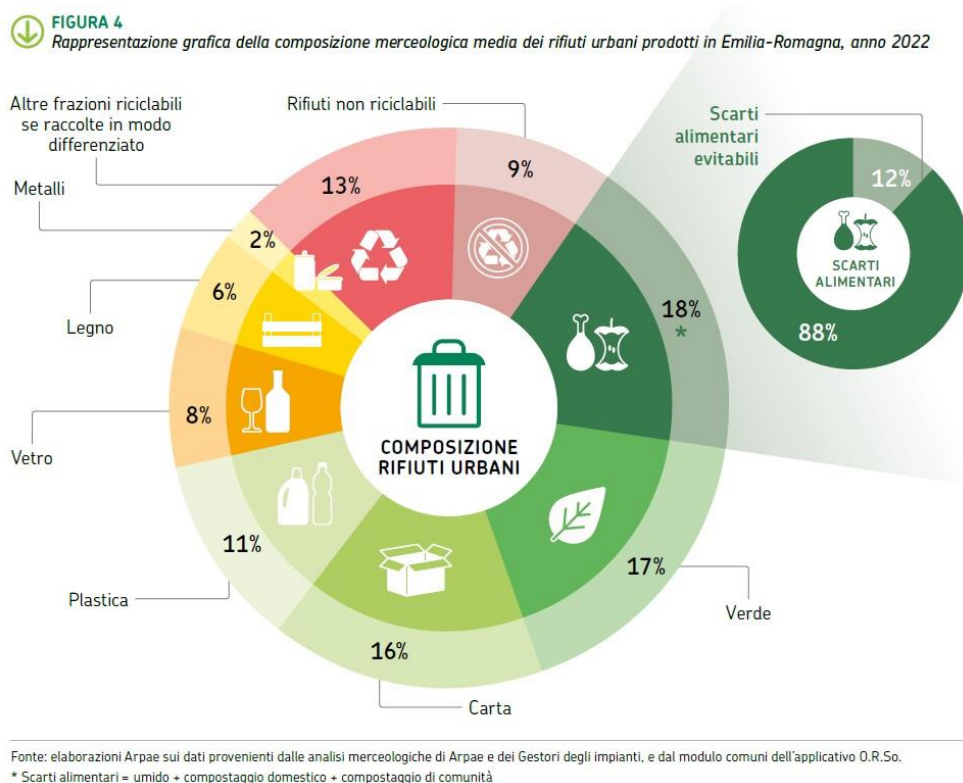 FIGURA 4
Rappresentazione grafica della composizione merceologica media dei rifiuti urbani prodotti in Emilia-Romagna, anno 2022
Altre frazioni riciclabili
se raccolte in modo
differenziato
Rifiuti non riciclabili
Scarti
alimentari
evitabili
12%
SCARTI
ALIMENTARI
88%
Metalli
13%
9%
2%
6%
18%
*
Legno
8%
COMPOSIZIONE
RIFIUTI URBANI
Vetro
11%
17%
Plastica
Verde
16%
Carta
Fonte: elaborazioni Arpae sui dati provenienti dalle analisi merceologiche di Arpae e dei Gestori degli impianti, e dal modulo comuni dell'applicativo O.R.So.
* Scarti alimentari = umido + compostaggio domestico + compostaggio di comunità